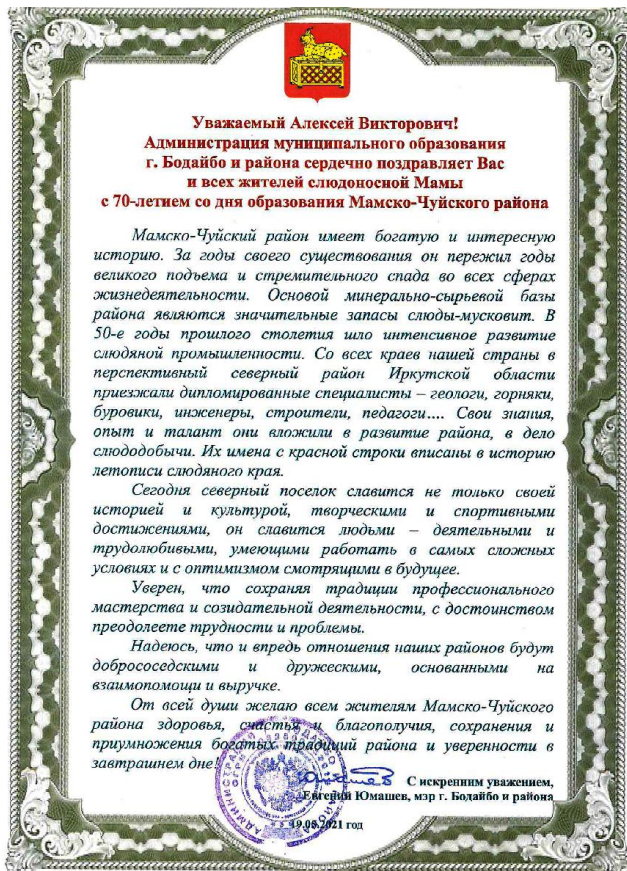 Уважаемый Алексей Викторович!
Администрация муниципального образования
г. Бодайбо и района сердечно поздравляет Вас
и всех жителей слюдоносной Мамы
с 70-летием со дня образования Мамско-Чуйского района
Мамско-Чуйский район имеет богатую и интересную
историю. За годы своего существования он пережил годы
великого подъема и стремительного спада во всех сферах
жизнедеятельности. Основой минерально-сырьевой базы
района являются значительные запасы слюды-мусковит. В
50-е годы прошлого столетия шло интенсивное развитие
слюдяной промышленности. Со всех краев нашей страны в
перспективный северный район Иркутской области
приезжали дипломированные специалисты – геологи, горняки,
буровики, инженеры, строители, педагоги…. Свои знания,
опыт и талант они вложили в развитие района, в дело
слюдодобычи. Их имена с красной строки вписаны в историю
летописи слюдяного края.
Сегодня северный поселок славится не только своей
историей и культурой, творческими и спортивными
достижениями, он славится людьми – деятельными и
трудолюбивыми, умеющими работать в самых сложных
условиях и с оптимизмом смотрящими в будущее.
Уверен, что сохраняя традиции профессионального
мастерства и созидательной деятельности, с достоинством
преодолеете трудности и проблемы.
Надеюсь, что и впредь отношения наших районов будут
добрососедскими и дружескими, основанными на
взаимопомощи и выручке.
От всей души желаю всем жителям Мамско-Чуйского
района здоровья, счастья и благополучия, сохранения и
приумножения богатых традиций района и уверенности в
завтрашнем дне!
С искренним уважением,
Евгений Юмашев, мэр г. Бодайбо и района
19.08.2021 год